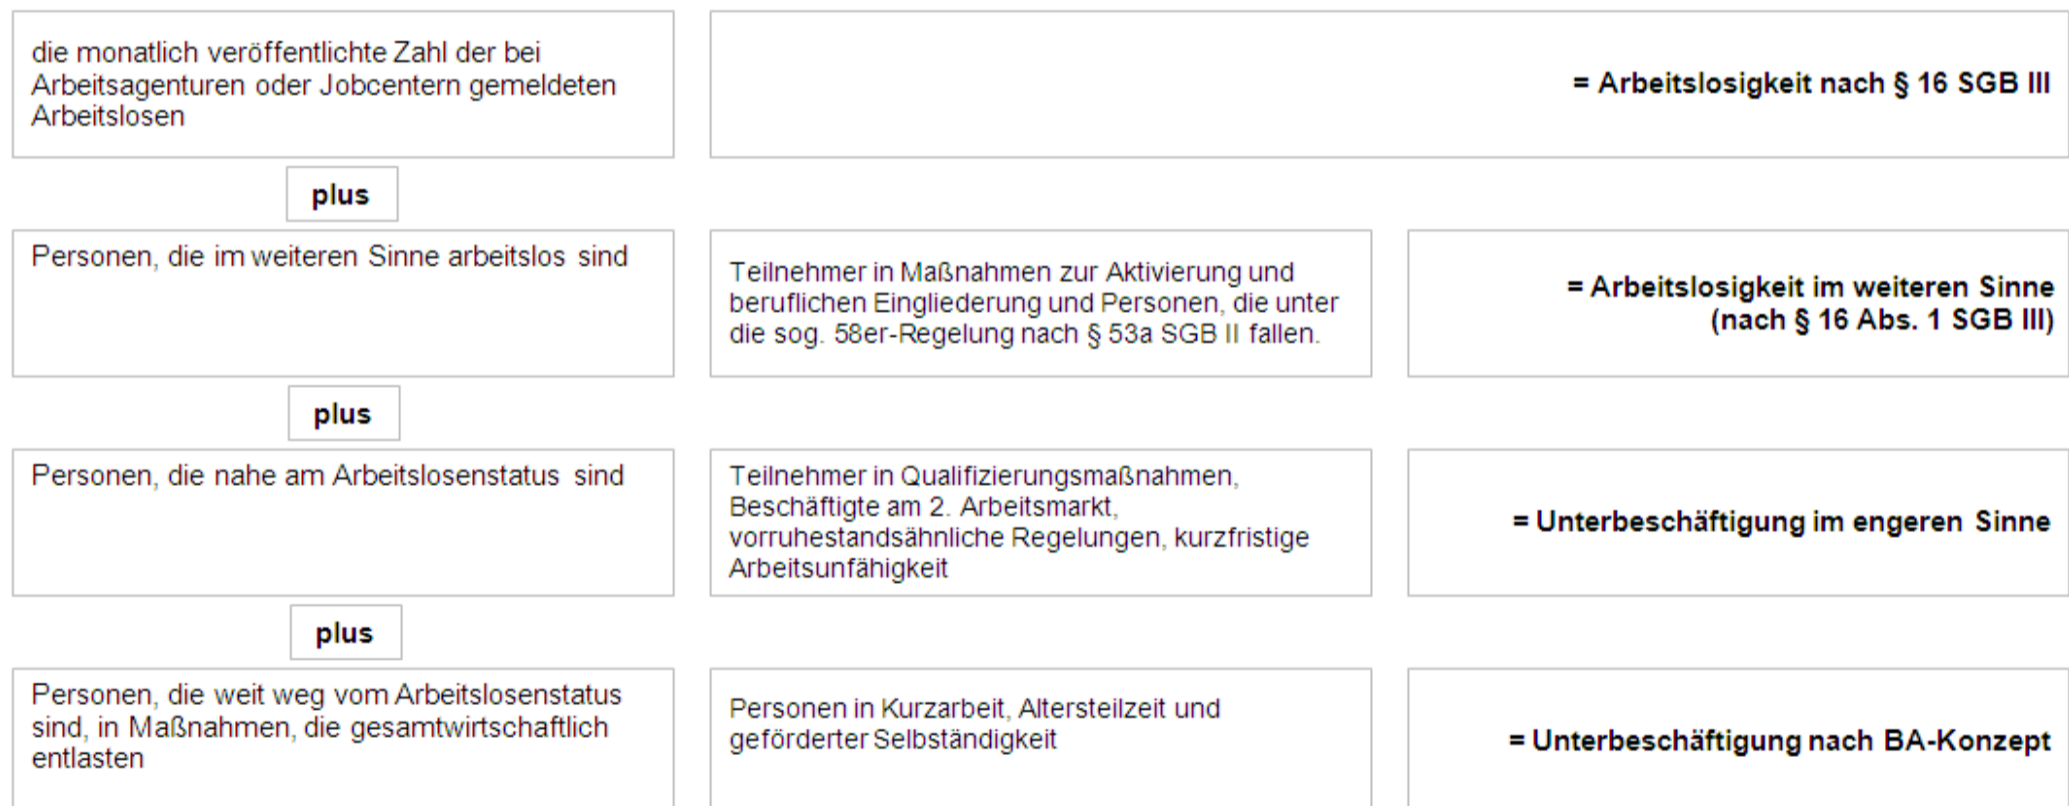 die monatlich veröffentlichte Zahl der bei
Arbeitsagenturen oder Jobcentern gemeldeten
Arbeitslosen
= Arbeitslosigkeit nach § 16 SGB III
plus
Personen, die im weiteren Sinne arbeitslos sind
Teilnehmer in Maßnahmen zur Aktivierung und
beruflichen Eingliederung und Personen, die unter
die sog. 58er-Regelung nach § 53a SGB II fallen.
= Arbeitslosigkeit im weiteren Sinne
(nach § 16 Abs. 1 SGB III)
plus
Personen, die nahe am Arbeitslosenstatus sind
Teilnehmer in Qualifizierungsmaßnahmen,
Beschäftigte am 2. Arbeitsmarkt,
vorruhestandsähnliche Regelungen, kurzfristige
Arbeitsunfähigkeit
= Unterbeschäftigung im engeren Sinne
plus
Personen, die weit weg vom Arbeitslosenstatus
sind, in Maßnahmen, die gesamtwirtschaftlich
entlasten
Personen in Kurzarbeit, Altersteilzeit und
geförderter Selbständigkeit
= Unterbeschäftigung nach BA-Konzept